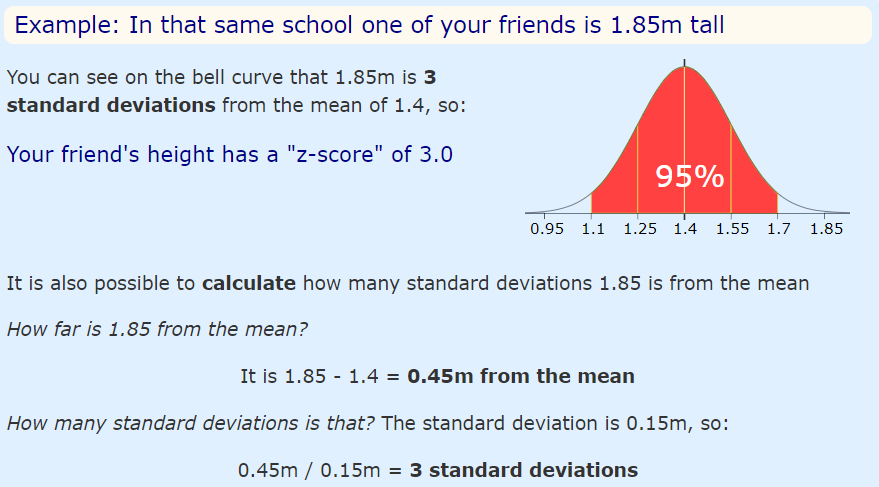 Example: In that same school one of your friends is 1.85m tall
You can see on the bell curve that 1.85m is 3
standard deviations from the mean of 1.4, so:
Your friend's height has a "z-score" of 3.0
95%
0.95 1.1 1.25 1.4 1.55 1.7 1.85
It is also possible to calculate how many standard deviations 1.85 is from the mean
How far is 1.85 from the mean?
It is 1.85 - 1.4 = 0.45m from the mean
How many standard deviations is that? The standard deviation is 0.15m, so:
0.45m / 0.15m = 3 standard deviations